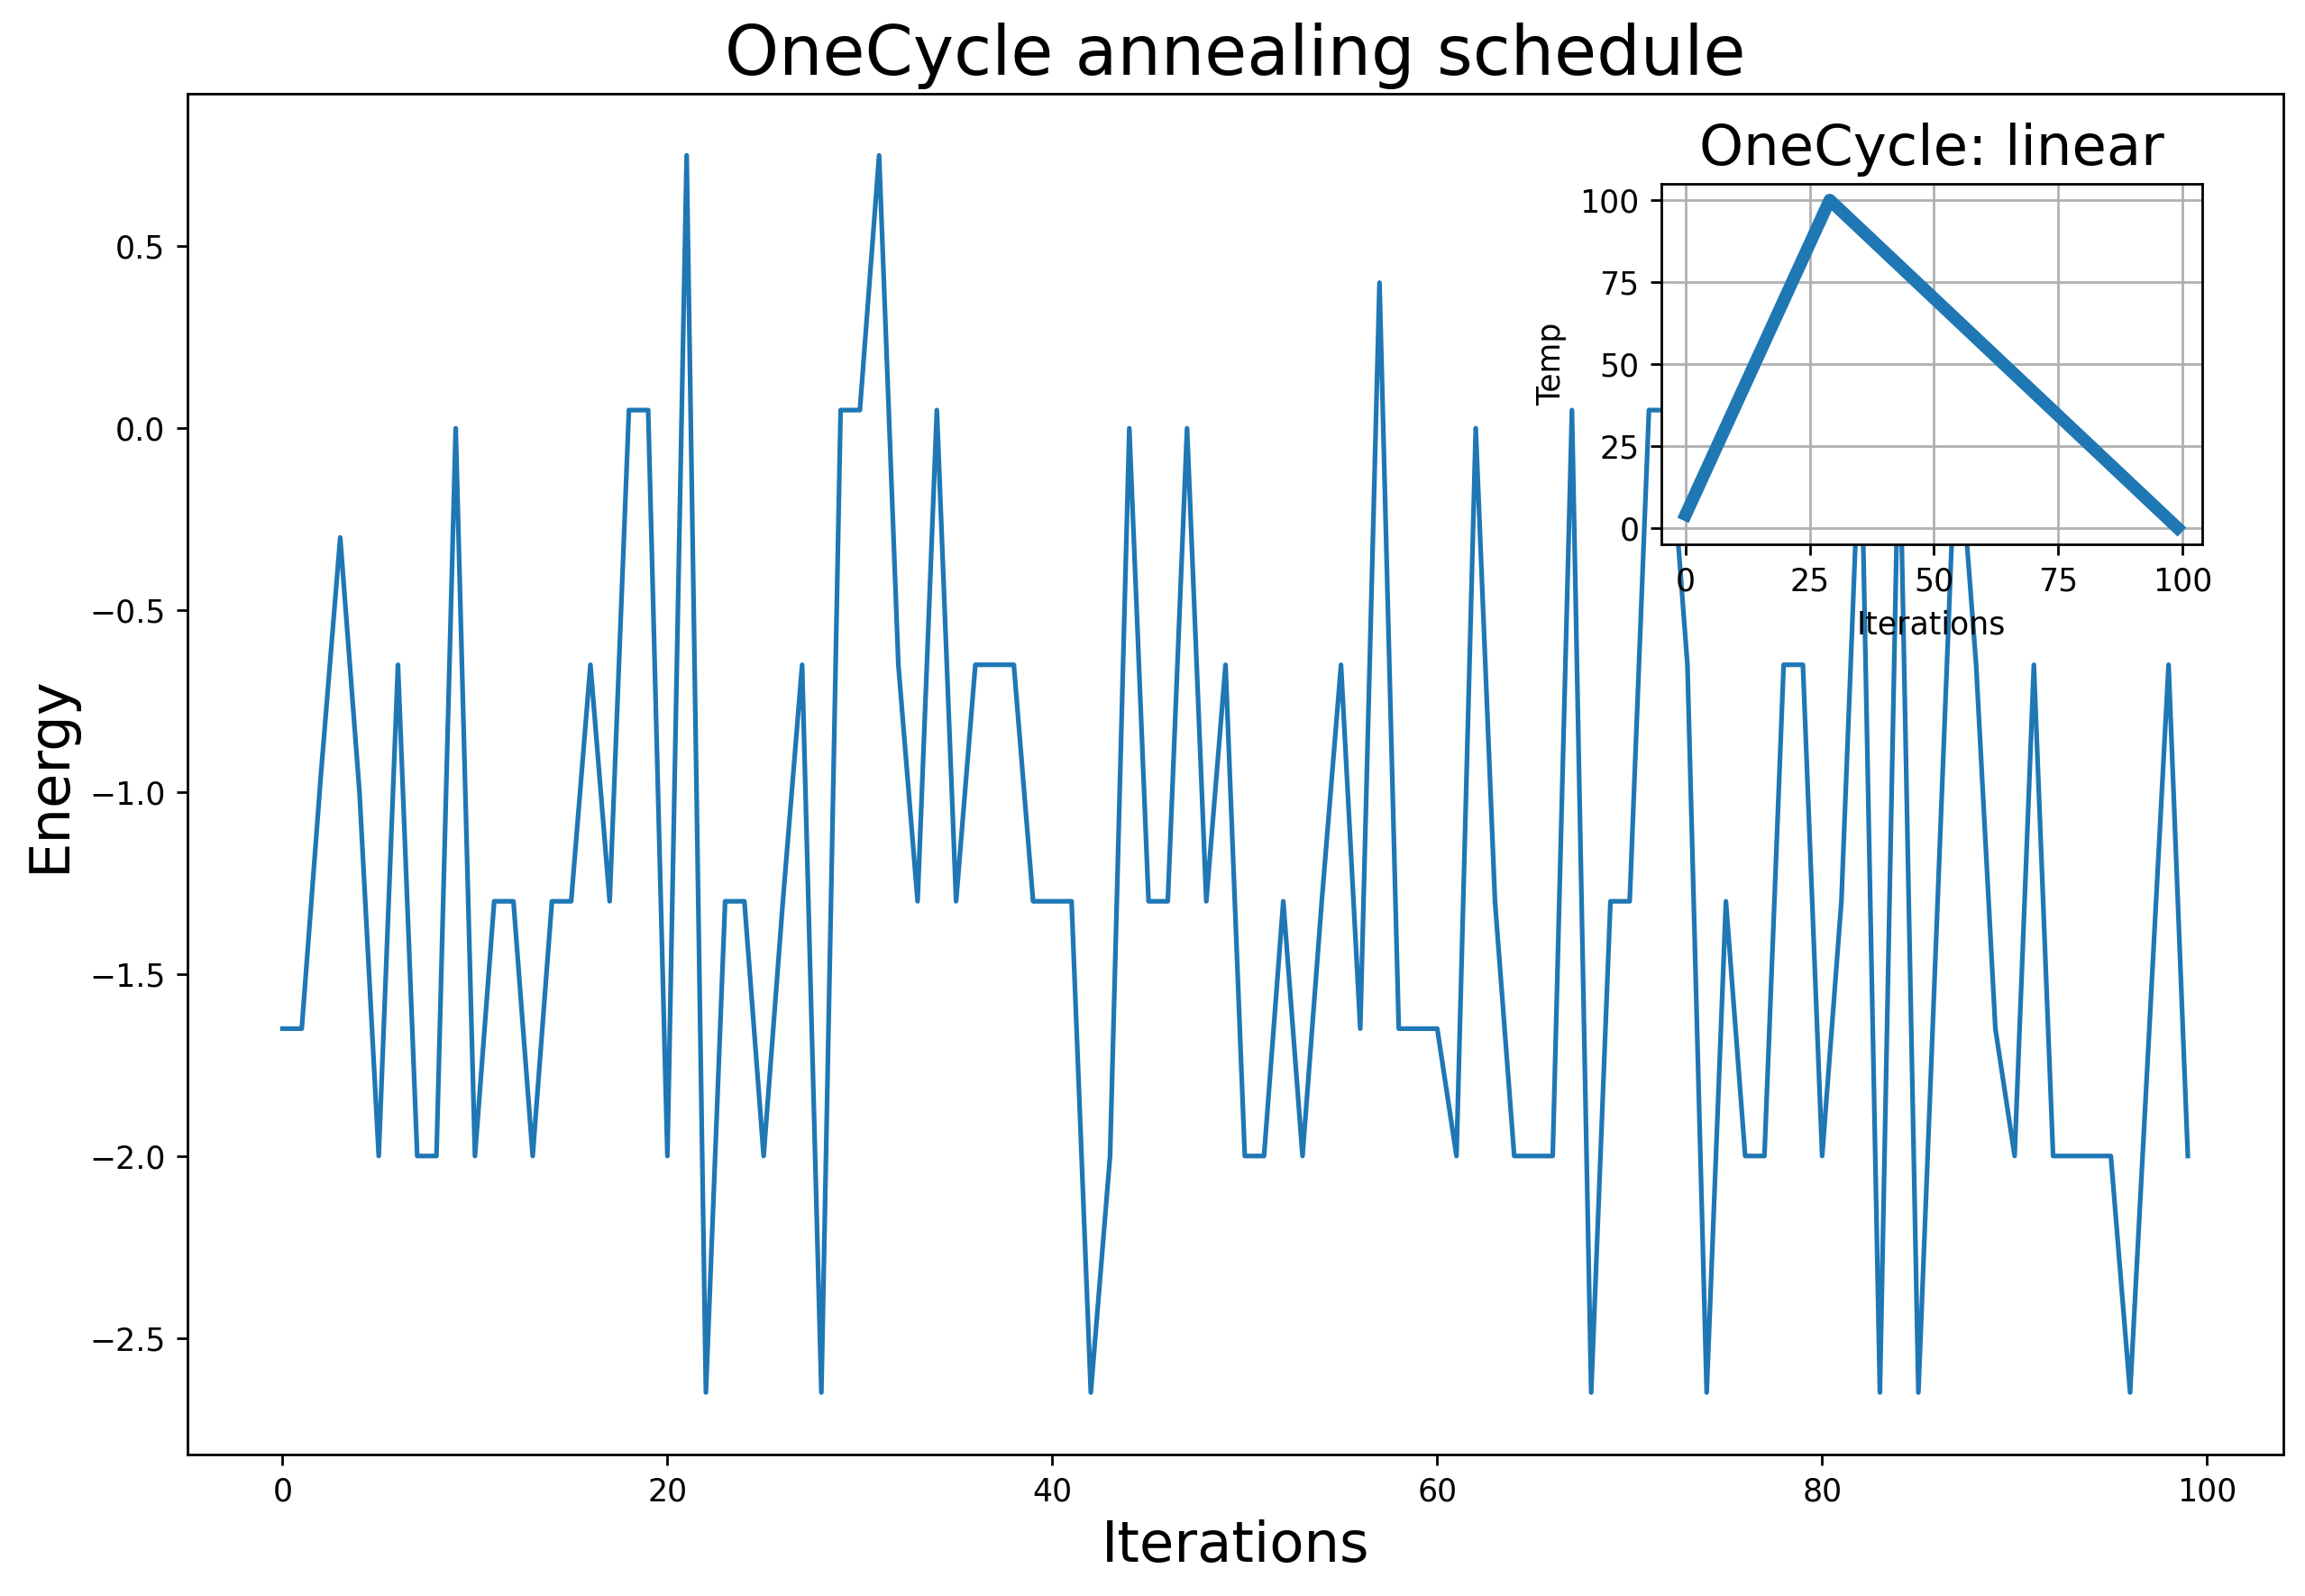 OneCycle annealing schedule
OneCycle: linear
100
75
50
25
0
Temp
0 25 50 75 100
Iterations
0.5
0.0
−0.5
−1.0
−1.5
−2.0
−2.5
Energy
0 20 40 60 80 100
Iterations